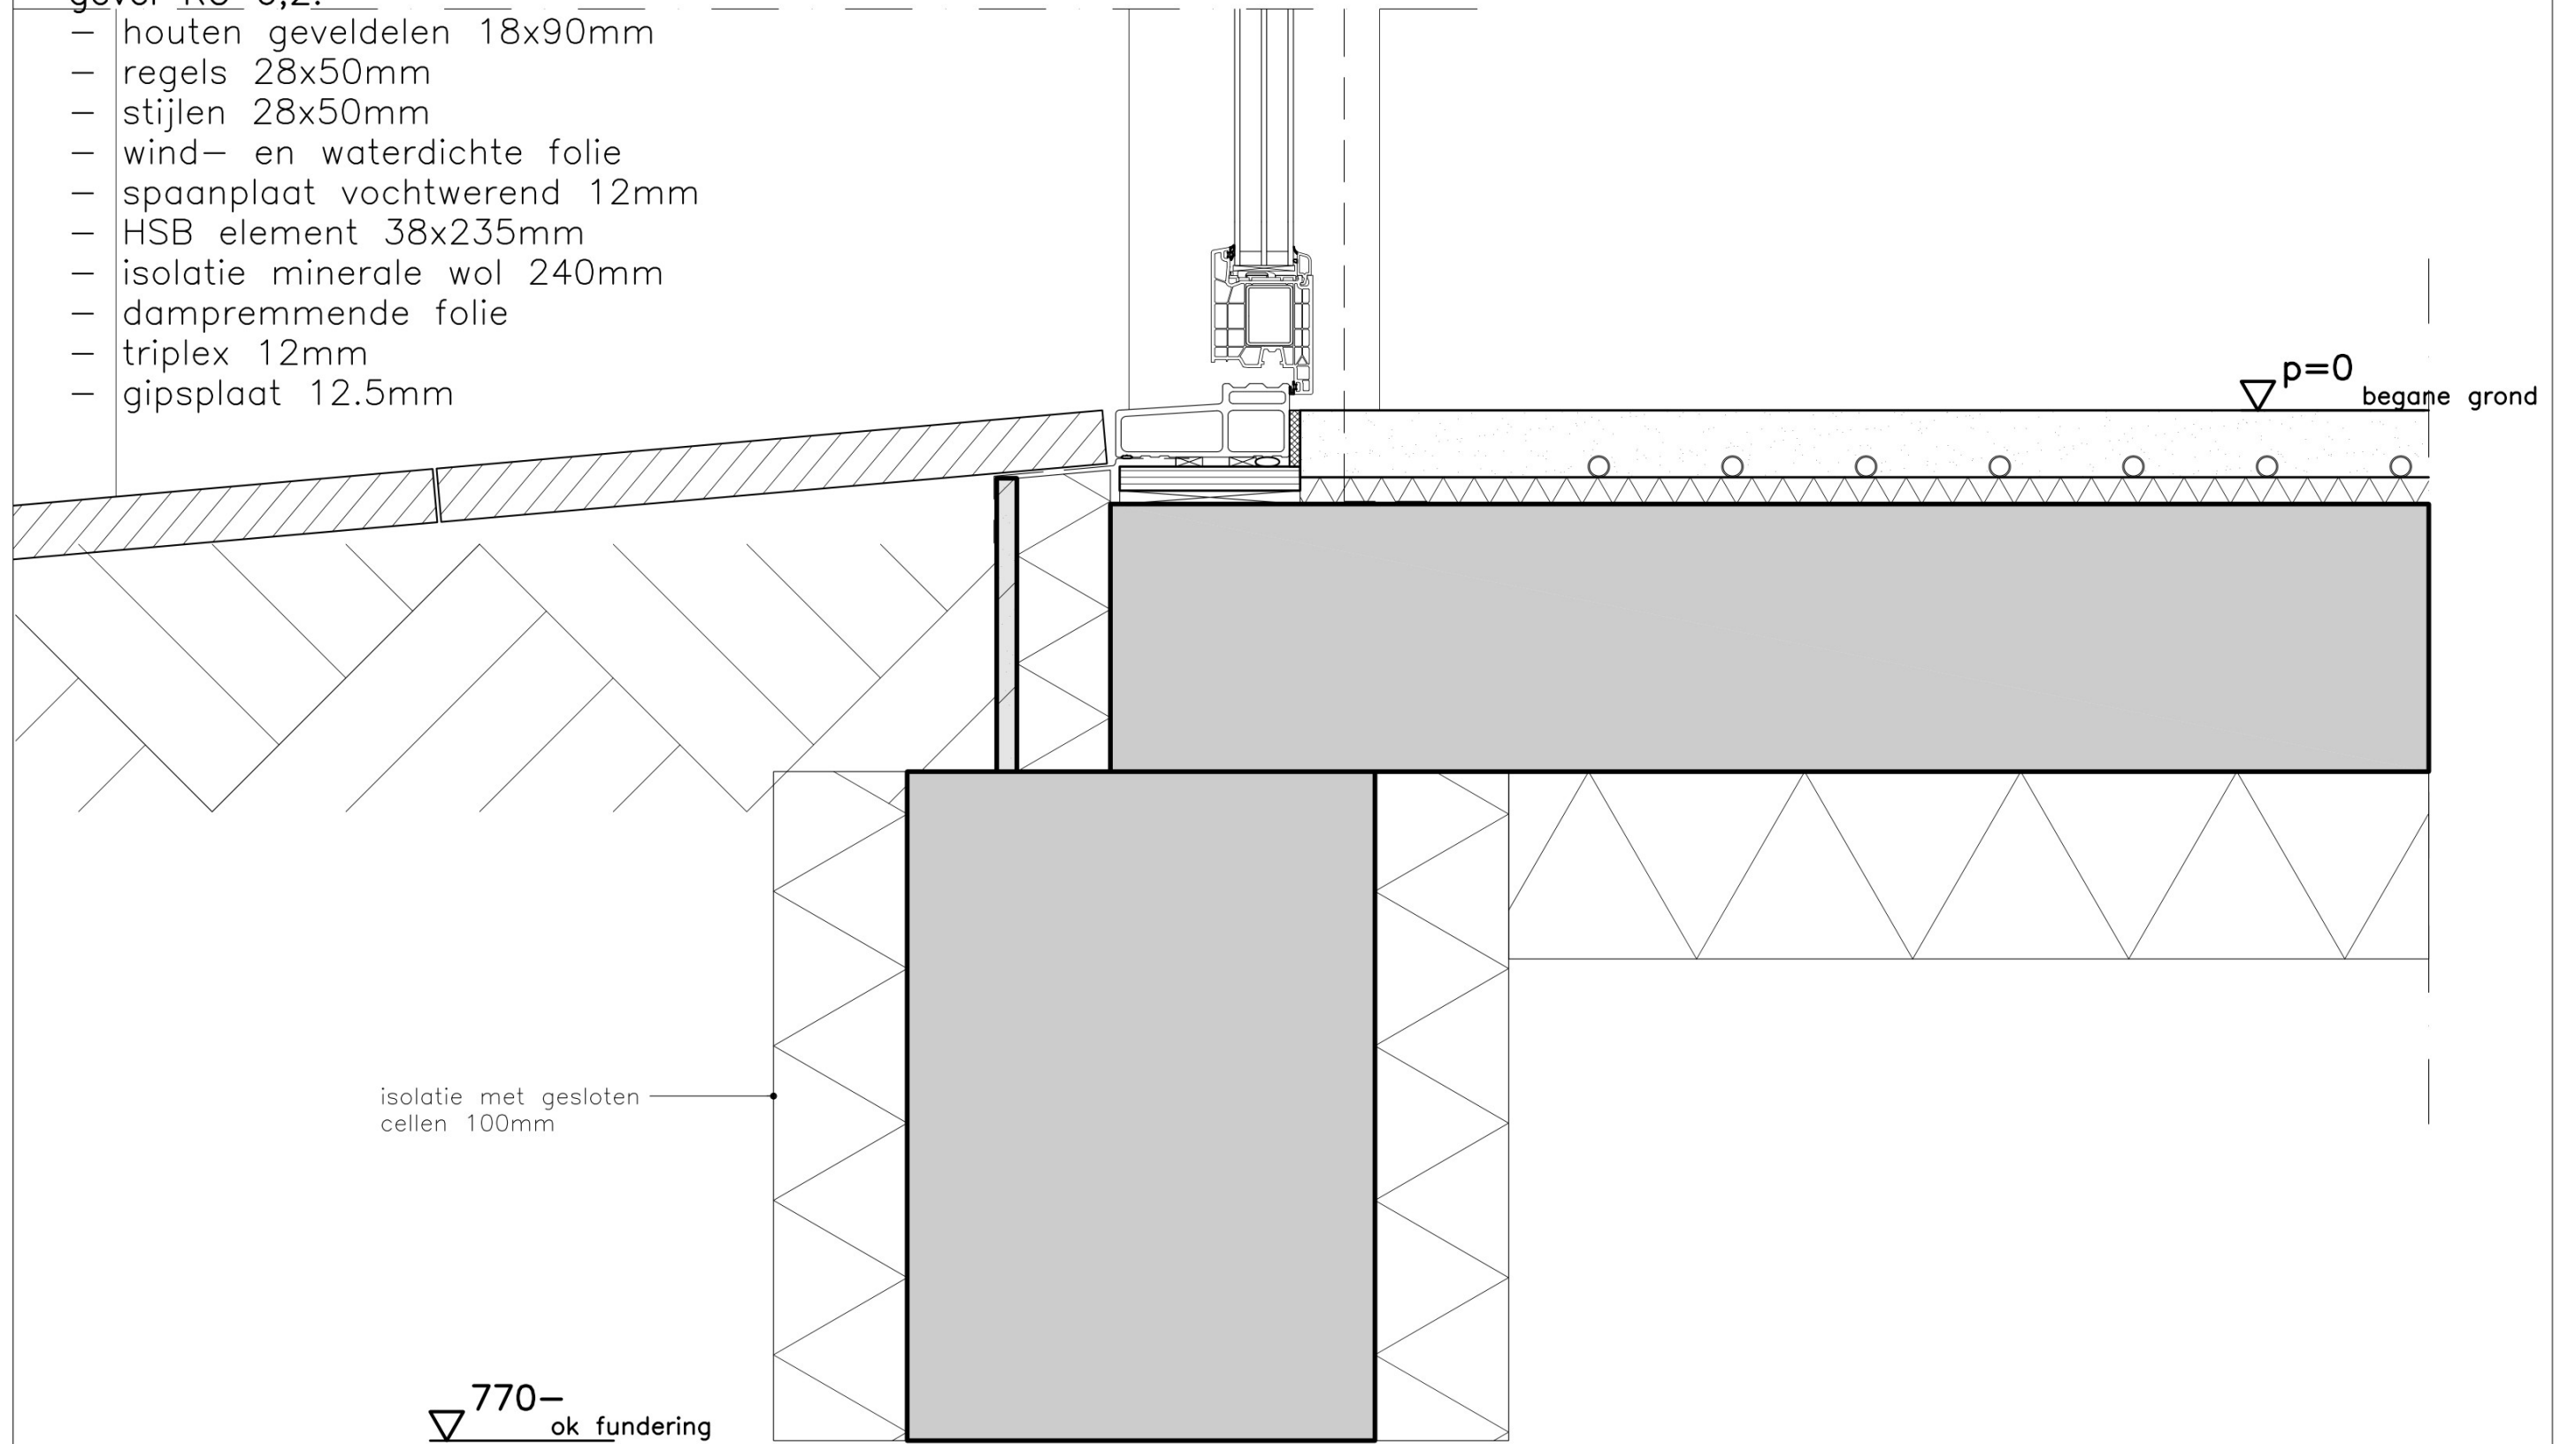 — houten geveldelen 18x90mm
— regels 28x50mm
— stijlen 28x50mm
— wind— en waterdichte folie
— spaanplaat vochtwerend 12mm
— HSB element 38x235mm
— isolatie minerale wol 240mm
— dampremmende folie
— triplex 12mm
— gipsplaat 12.5mm
p=0
begane grond
isolatie met gesloten
cellen 100mm
770—
ok fundering